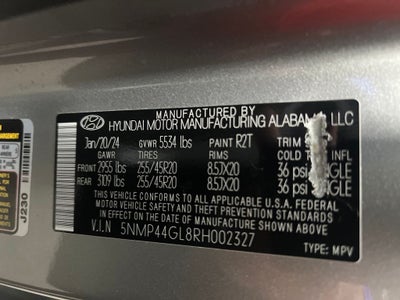 MANUFACTURED BY
HYUNDAI MOTOR MANUFACTURING ALABAMA LLC
Jan/20/24 GVWR 5534 lbs PAINT R2T TRIM
GAWR TIRES RIMS COLD INFL
FRONT 2955 lbs 255/45R20 8.5JX20 36 psi
REAR 3109 lbs 255/45R20 8.5JX20 36 psi
THIS VEHICLE CONFORMS TO ALL APPLICABLE U.S.A. FEDERAL
MOTOR VEHICLE SAFETY AND THEFT PREVENTION STANDARDS
IN EFFECT ON THE DATE OF MANUFACTURE SHOWN ABOVE.
V.I.N 5NMP44GL8RH002327
TYPE: MPV
J230